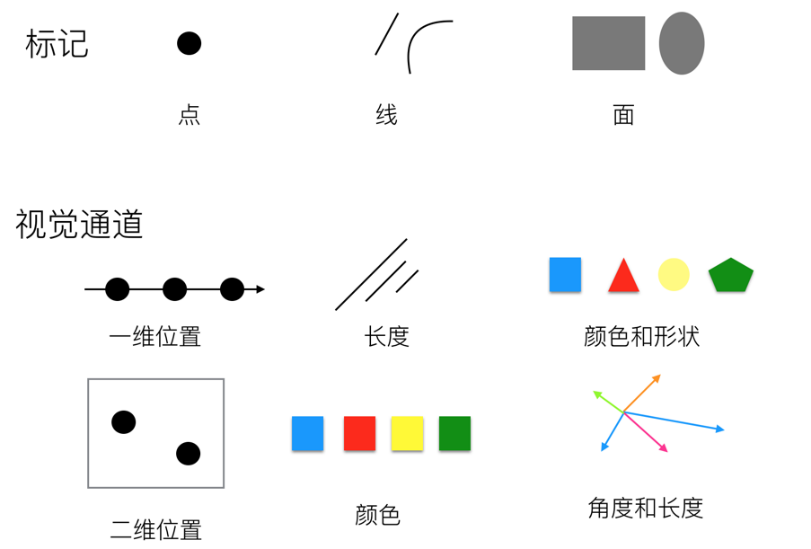 标记
点
线
面
视觉通道
一维位置
长度
颜色和形状
二维位置
颜色
角度和长度